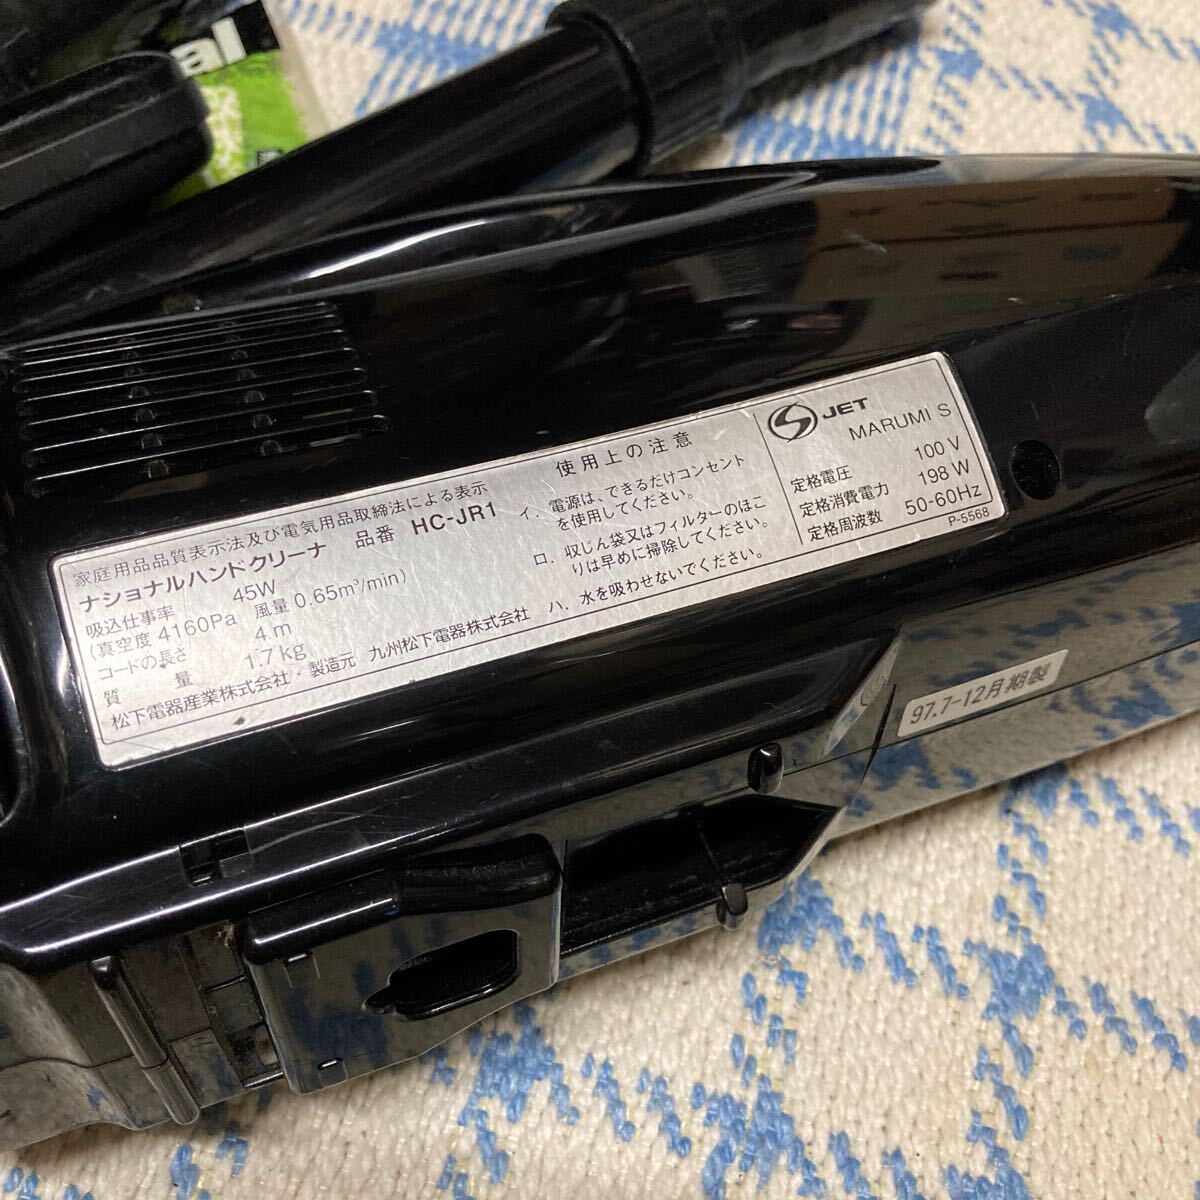 al
家庭用品品質表示法及び電気用品取締法による表示
ナショナルハンドクリーナ 品番 HC-JR1
吸込仕事率 45W
(真空度 4160Pa 風量 0.65m³/min)
コードの長さ 4m
質量 1.7kg
松下電器産業株式会社・製造元 九州松下電器株式会社
使用上の注意
イ. 電源は、できるだけコンセント
を使用してください。
ロ. 収じん袋又はフィルターのほこ
りは早めに掃除してください。
ハ. 水を吸わせないでください。
S JET
MARUMI S
定格電圧 100V
定格消費電力 198W
定格周波数 50-60Hz
P-5568
97.7-12月期製